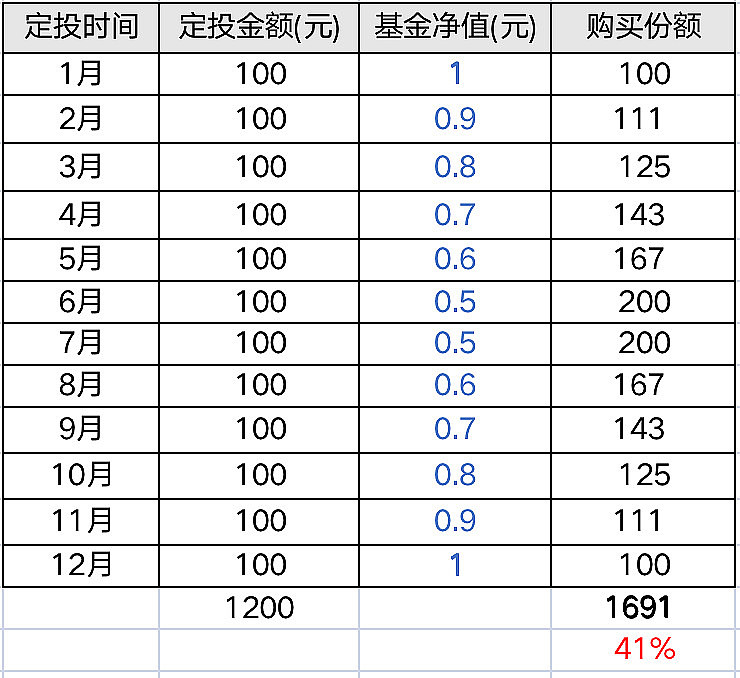 定投时间 定投金额(元) 基金净值(元) 购买份额
1月 100 1 100
2月 100 0.9 111
3月 100 0.8 125
4月 100 0.7 143
5月 100 0.6 167
6月 100 0.5 200
7月 100 0.5 200
8月 100 0.6 167
9月 100 0.7 143
10月 100 0.8 125
11月 100 0.9 111
12月 100 1 100
1200 1691
41%